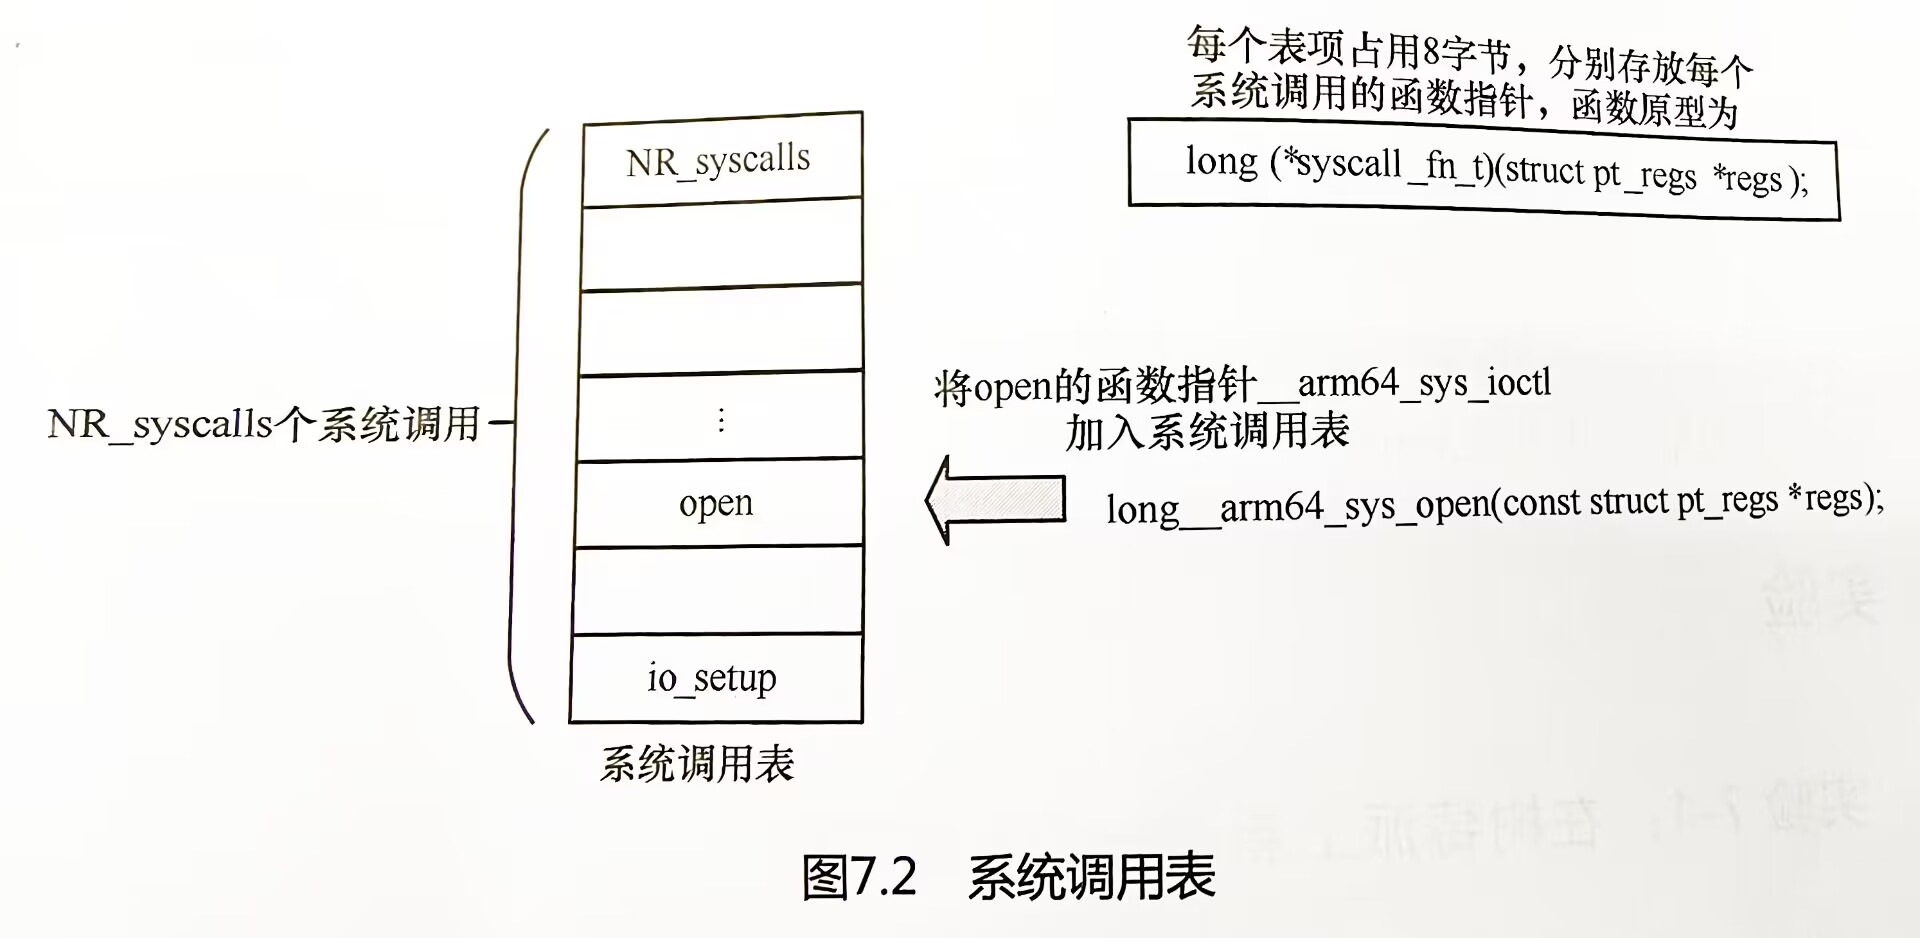 每个表项占用8字节，分别存放每个
系统调用的函数指针，函数原型为
long (*syscall_fn_t)(struct pt_regs *regs);
NR_syscalls
NR_syscalls个系统调用
⋮
open
io_setup
系统调用表
将open的函数指针__arm64_sys_ioctl
加入系统调用表
long__arm64_sys_open(const struct pt_regs *regs);
图7.2 系统调用表